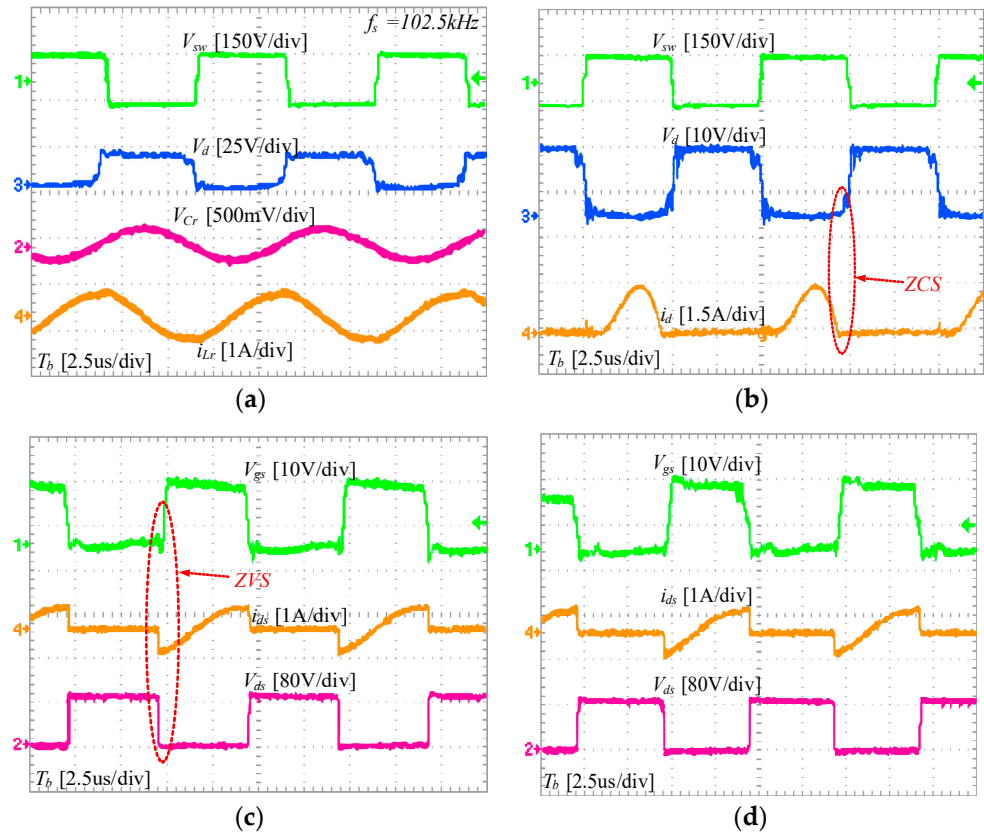 f_s =102.5kHz
V_sw [150V/div]
1
V_d [25V/div]
3
V_Cr [500mV/div]
2
4
i_Lr [1A/div]
T_b [2.5us/div]
(a)
V_sw [150V/div]
1
V_d [10V/div]
3
ZCS
i_d [1.5A/div]
4
T_b [2.5us/div]
(b)
V_gs [10V/div]
1
ZVS
i_ds [1A/div]
4
V_ds [80V/div]
2
T_b [2.5us/div]
(c)
V_gs [10V/div]
1
i_ds [1A/div]
4
V_ds [80V/div]
2
T_b [2.5us/div]
(d)